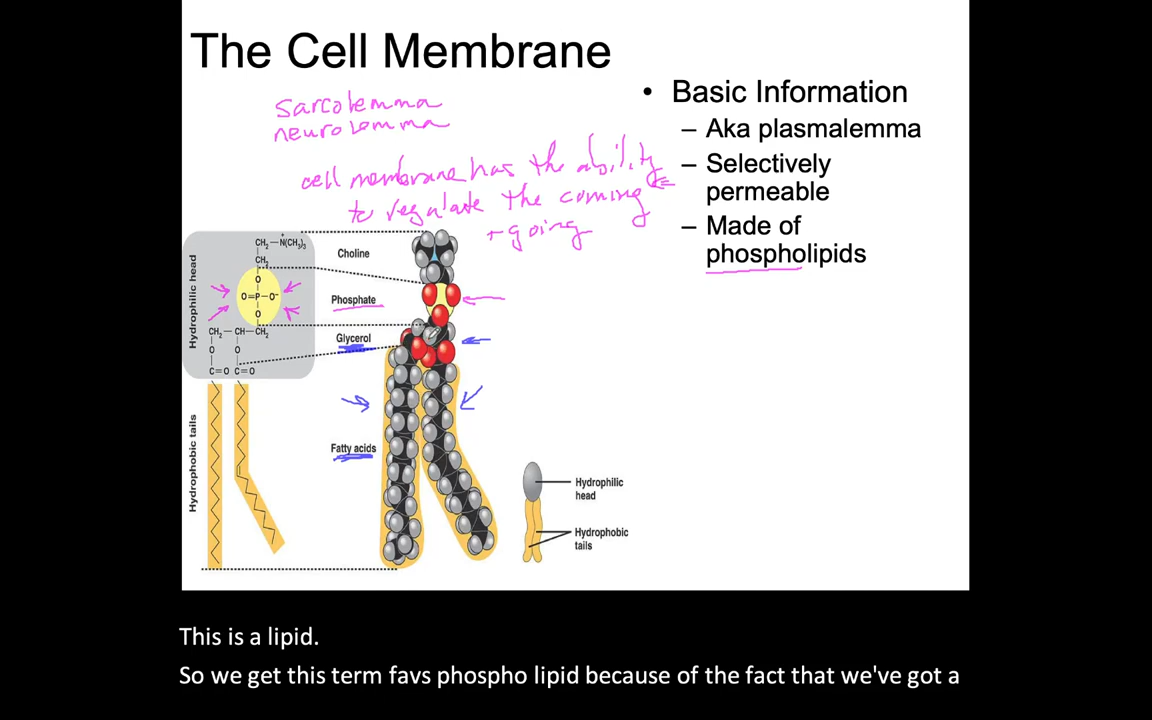 The Cell Membrane
sarcolemma
neurolemma
cell membrane has the ability
to regulate the coming
+ going
• Basic Information
– Aka plasmalemma
– Selectively
permeable
– Made of
phospholipids
Hydrophilic head
CH₂ — N(CH₃)₃
+
CH₂
O
O=P—O⁻
O
CH₂ — CH—CH₂
O O
C=O C=O
Hydrophobic tails
Choline
Phosphate
Glycerol
Fatty acids
Hydrophilic
head
Hydrophobic
tails
This is a lipid.
So we get this term favs phospho lipid because of the fact that we've got a